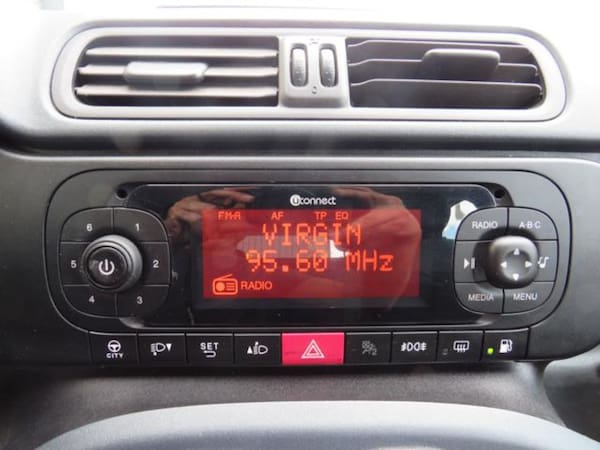 Uconnect
FM-A AF TP EQ
VIRGIN
95.60 MHz
RADIO
6 1
5 2
4 3
RADIO A-B-C
MEDIA MENU
CITY
SET